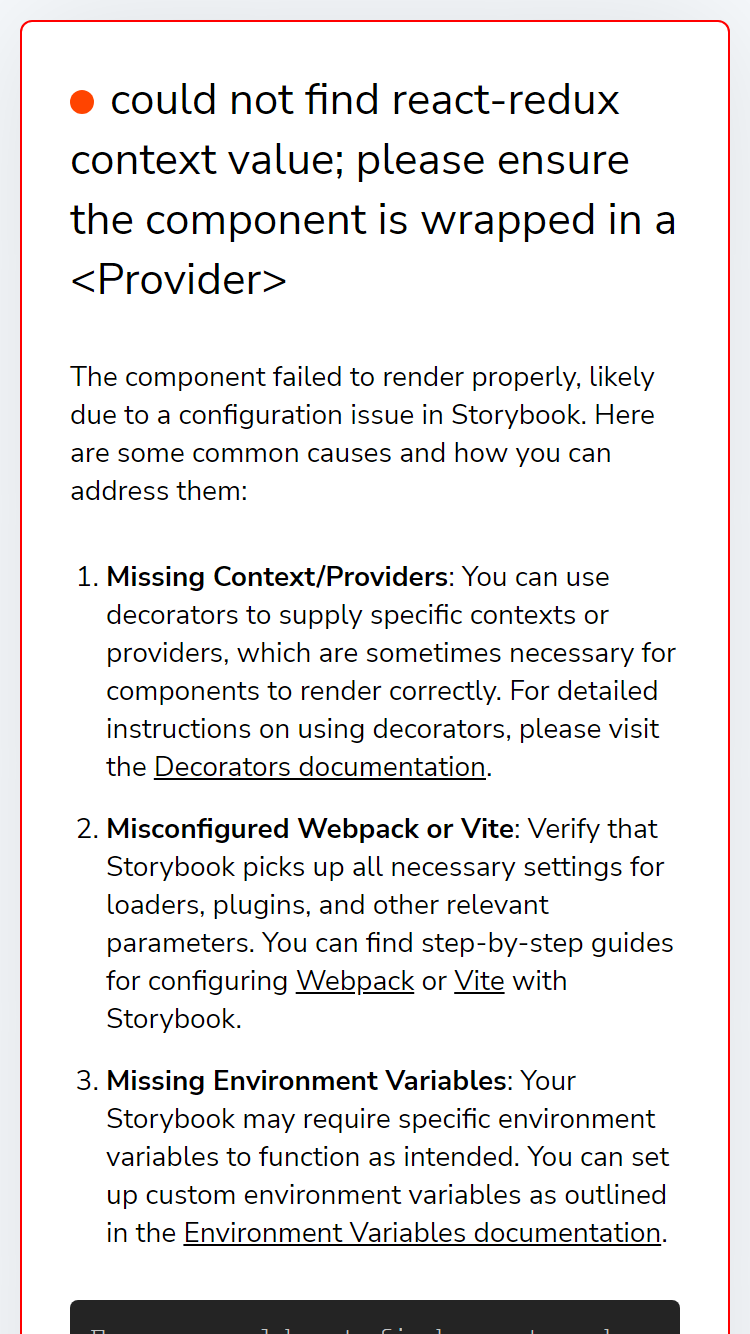 could not find react-redux
context value; please ensure
the component is wrapped in a
<Provider>
The component failed to render properly, likely
due to a configuration issue in Storybook. Here
are some common causes and how you can
address them:
1. Missing Context/Providers: You can use
decorators to supply specific contexts or
providers, which are sometimes necessary for
components to render correctly. For detailed
instructions on using decorators, please visit
the Decorators documentation.
2. Misconfigured Webpack or Vite: Verify that
Storybook picks up all necessary settings for
loaders, plugins, and other relevant
parameters. You can find step-by-step guides
for configuring Webpack or Vite with
Storybook.
3. Missing Environment Variables: Your
Storybook may require specific environment
variables to function as intended. You can set
up custom environment variables as outlined
in the Environment Variables documentation.